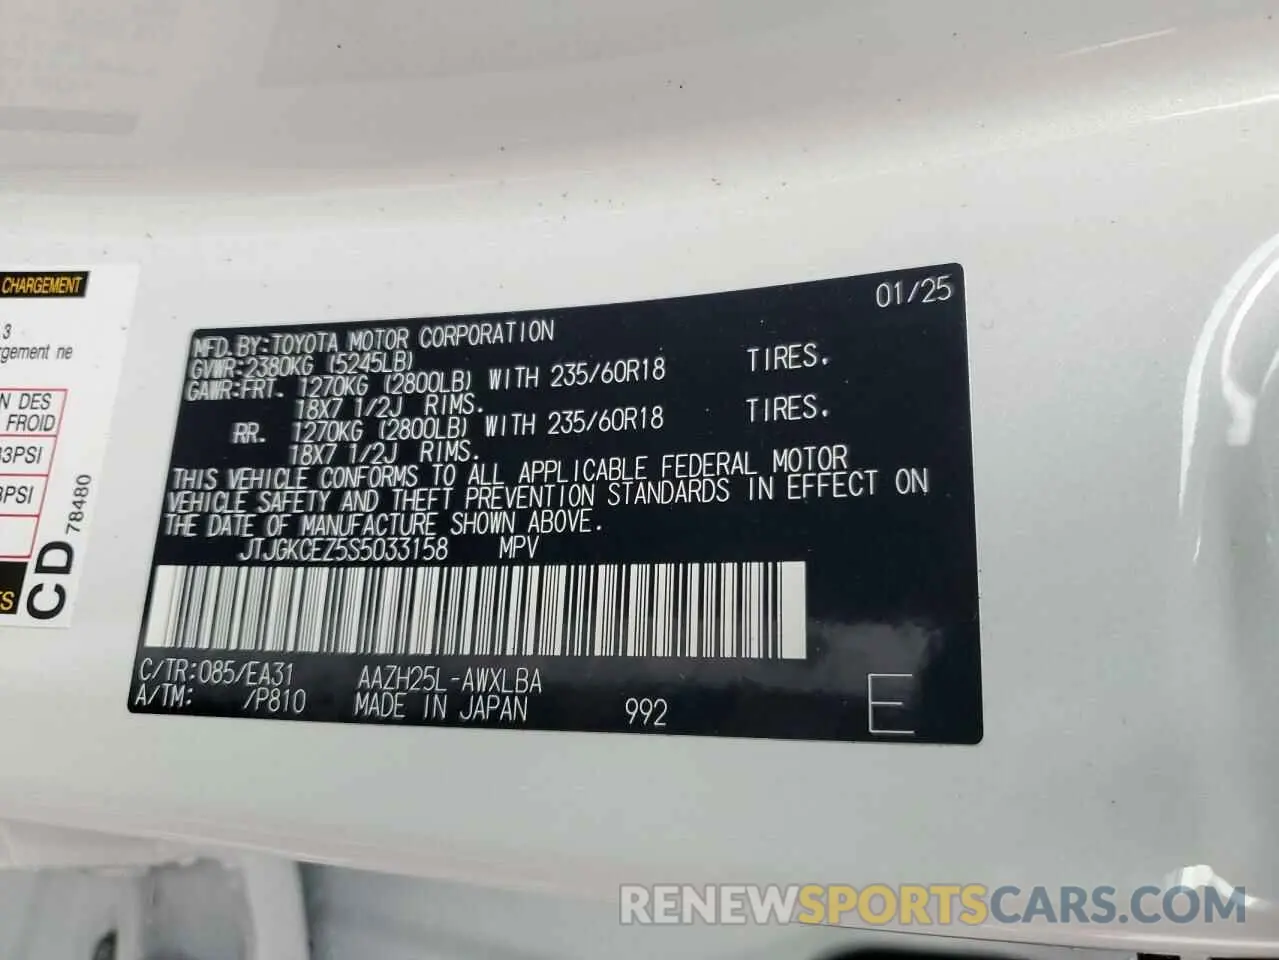 CHARGEMENT
3
rgement ne
N DES
FROID
33PSI
3PSI
CD 78480
01/25
MFD. BY:TOYOTA MOTOR CORPORATION
GVWR:2380KG (5245LB)
GAWR:FRT. 1270KG (2800LB) WITH 235/60R18 TIRES.
18X7 1/2J RIMS.
RR. 1270KG (2800LB) WITH 235/60R18 TIRES.
18X7 1/2J RIMS.
THIS VEHICLE CONFORMS TO ALL APPLICABLE FEDERAL MOTOR
VEHICLE SAFETY AND THEFT PREVENTION STANDARDS IN EFFECT ON
THE DATE OF MANUFACTURE SHOWN ABOVE.
JTJGKCEZ5S5033158 MPV
C/TR:085/EA31 AAZH25L-AWXLBA
A/TM: /P810 MADE IN JAPAN 992 E
RENEWSPORTSCARS.COM